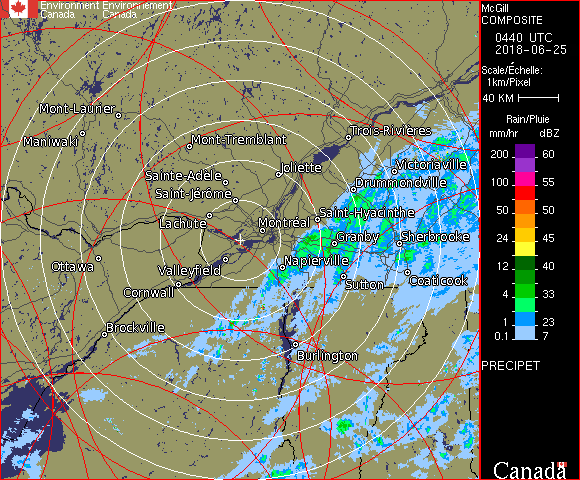 Environment Environnement
Canada Canada
McGill
COMPOSITE
0440 UTC
2018-06-25
Scale/Échelle:
1km/Pixel
40 KM
Rain/Pluie
mm/hr dBZ
200 60
100 55
50 50
24 45
12 40
4 33
2 23
0.1 7
PRECIPET
Canada
Mont-Laurier
Maniwaki
Mont-Tremblant
Trois-Rivières
Joliette
Victoriaville
Sainte-Adèle
Drummondville
Saint-Jérôme
Saint-Hyacinthe
Lachute
Montréal
Granby
Sherbrooke
Ottawa
Valleyfield
Napierville
Coaticook
Cornwall
Sutton
Brockville
Burlington